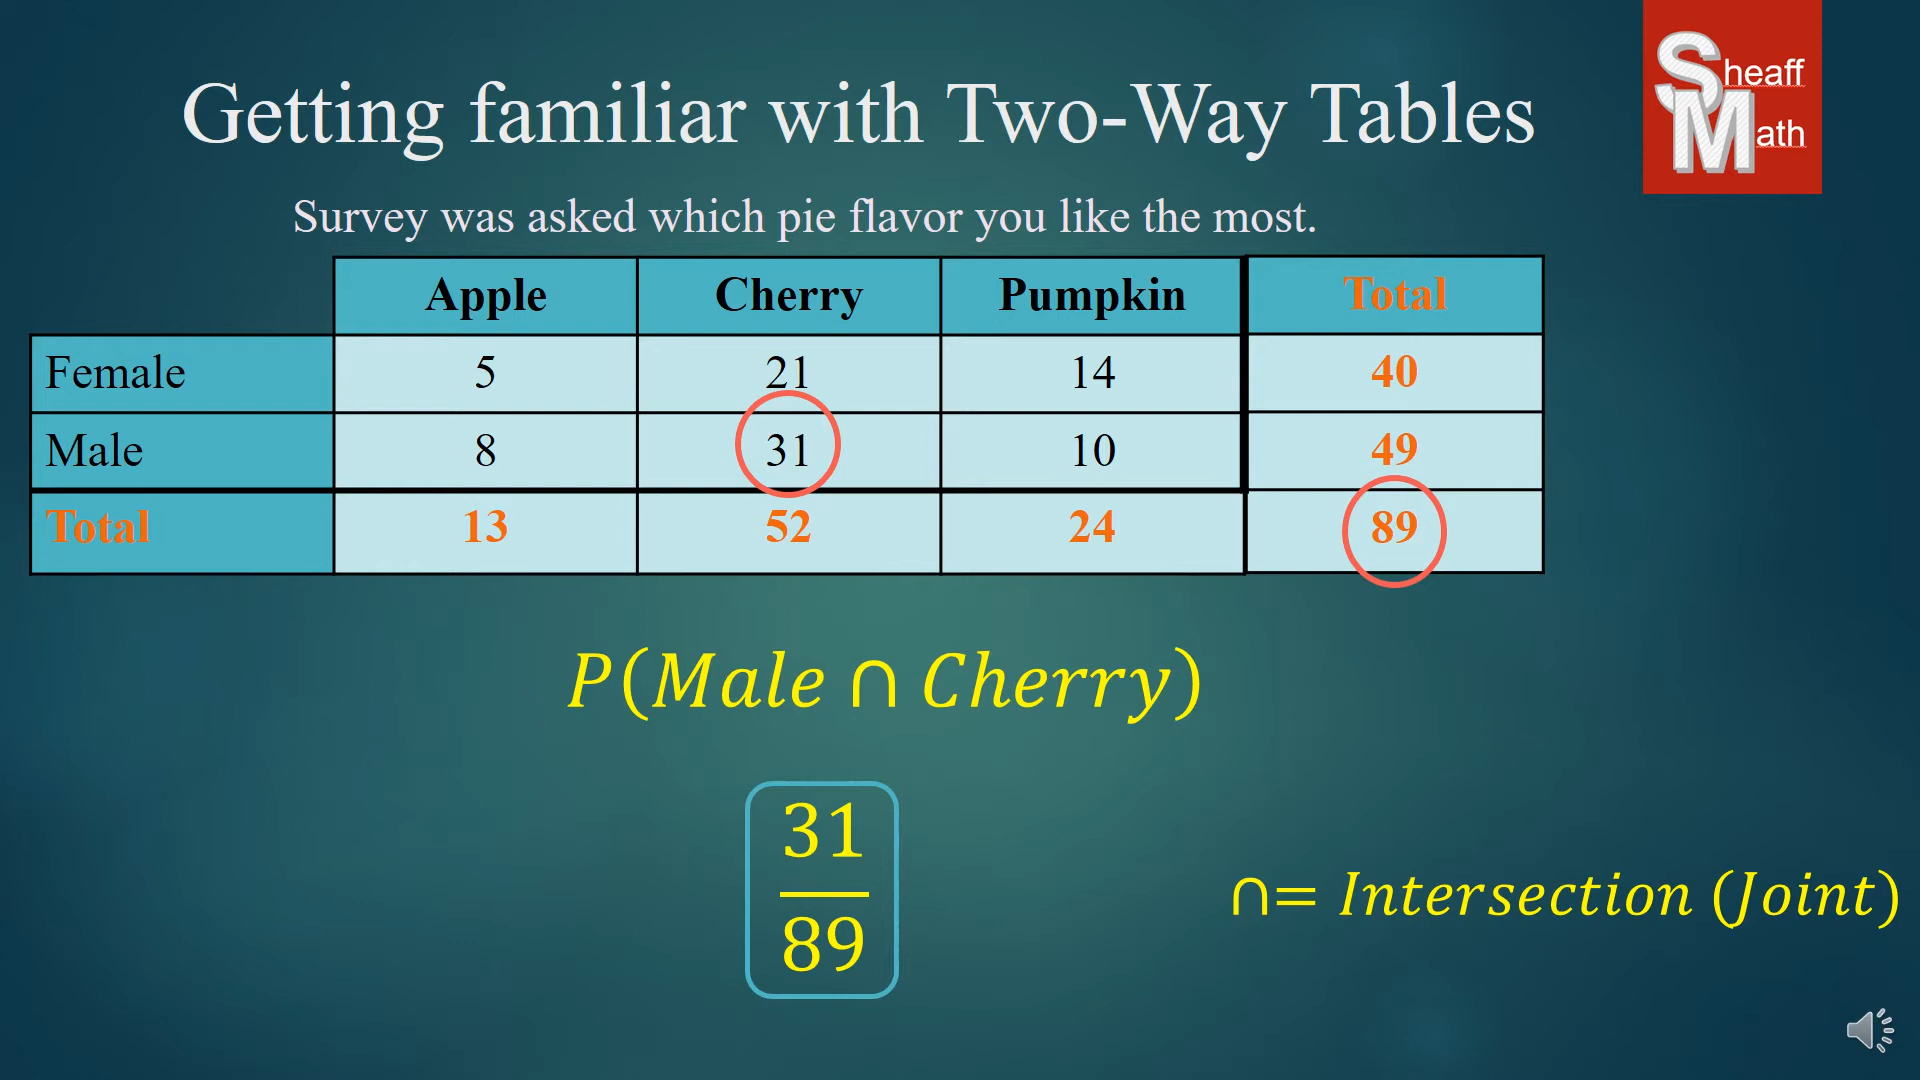 Getting familiar with Two-Way Tables
Sheaff
Math
Survey was asked which pie flavor you like the most.
Apple Cherry Pumpkin Total
Female 5 21 14 40
Male 8 31 10 49
Total 13 52 24 89
P(Male ∩ Cherry)
31
89
∩= Intersection (Joint)